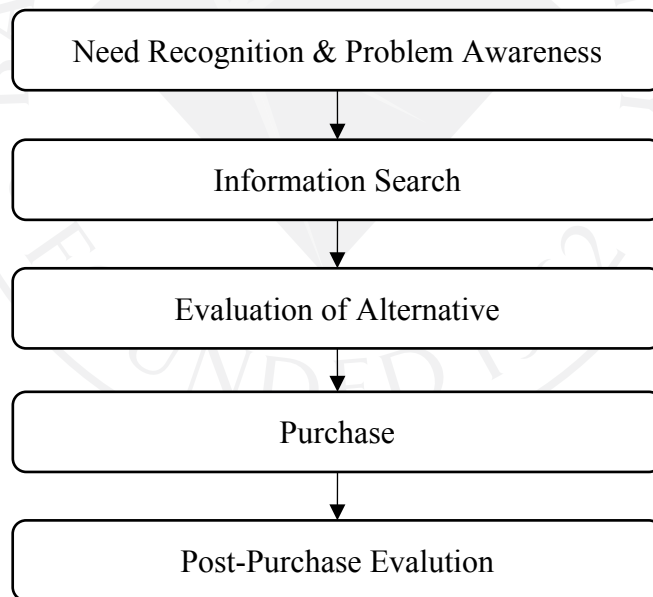 Need Recognition & Problem Awareness
Information Search
Evaluation of Alternative
Purchase
Post-Purchase Evalution